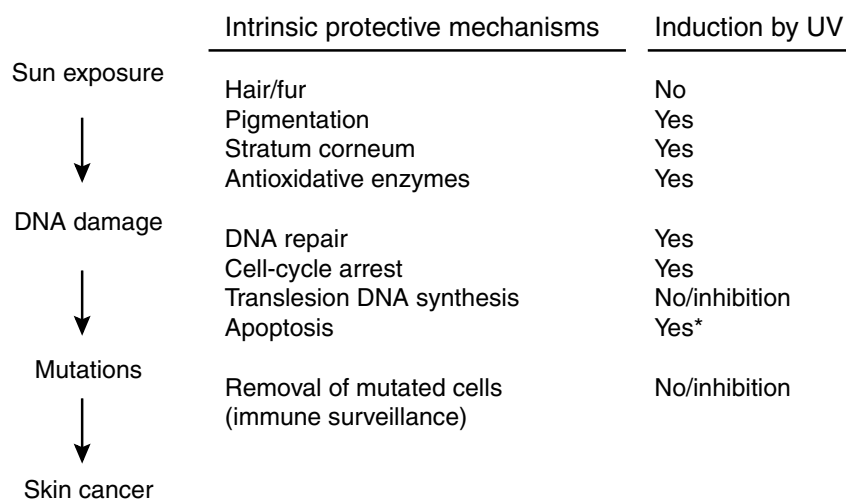 Intrinsic protective mechanisms Induction by UV
Sun exposure
Hair/fur No
Pigmentation Yes
Stratum corneum Yes
Antioxidative enzymes Yes
DNA damage
DNA repair Yes
Cell-cycle arrest Yes
Translesion DNA synthesis No/inhibition
Apoptosis Yes*
Mutations
Removal of mutated cells No/inhibition
(immune surveillance)
Skin cancer